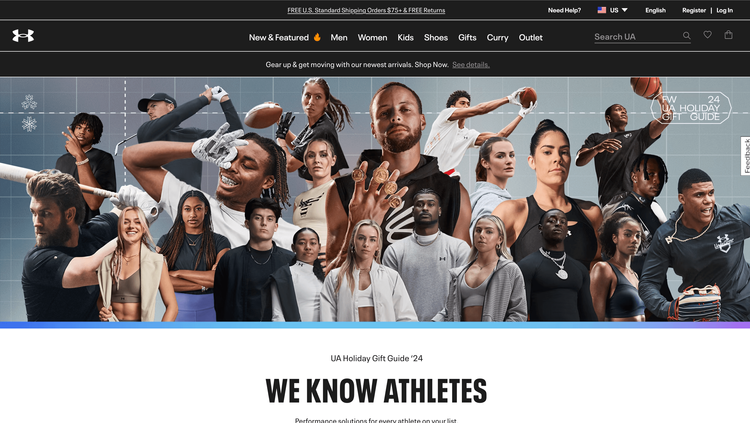 FREE U.S. Standard Shipping Orders $75+ & FREE Returns
Need Help?
US
English
Register | Log In
New & Featured
Men
Women
Kids
Shoes
Gifts
Curry
Outlet
Search UA
Gear up & get moving with our newest arrivals. Shop Now. See details.
FW 24
UA HOLIDAY
GIFT GUIDE
Feedback
UA Holiday Gift Guide '24
WE KNOW ATHLETES
Performance solutions for every athlete on your list.